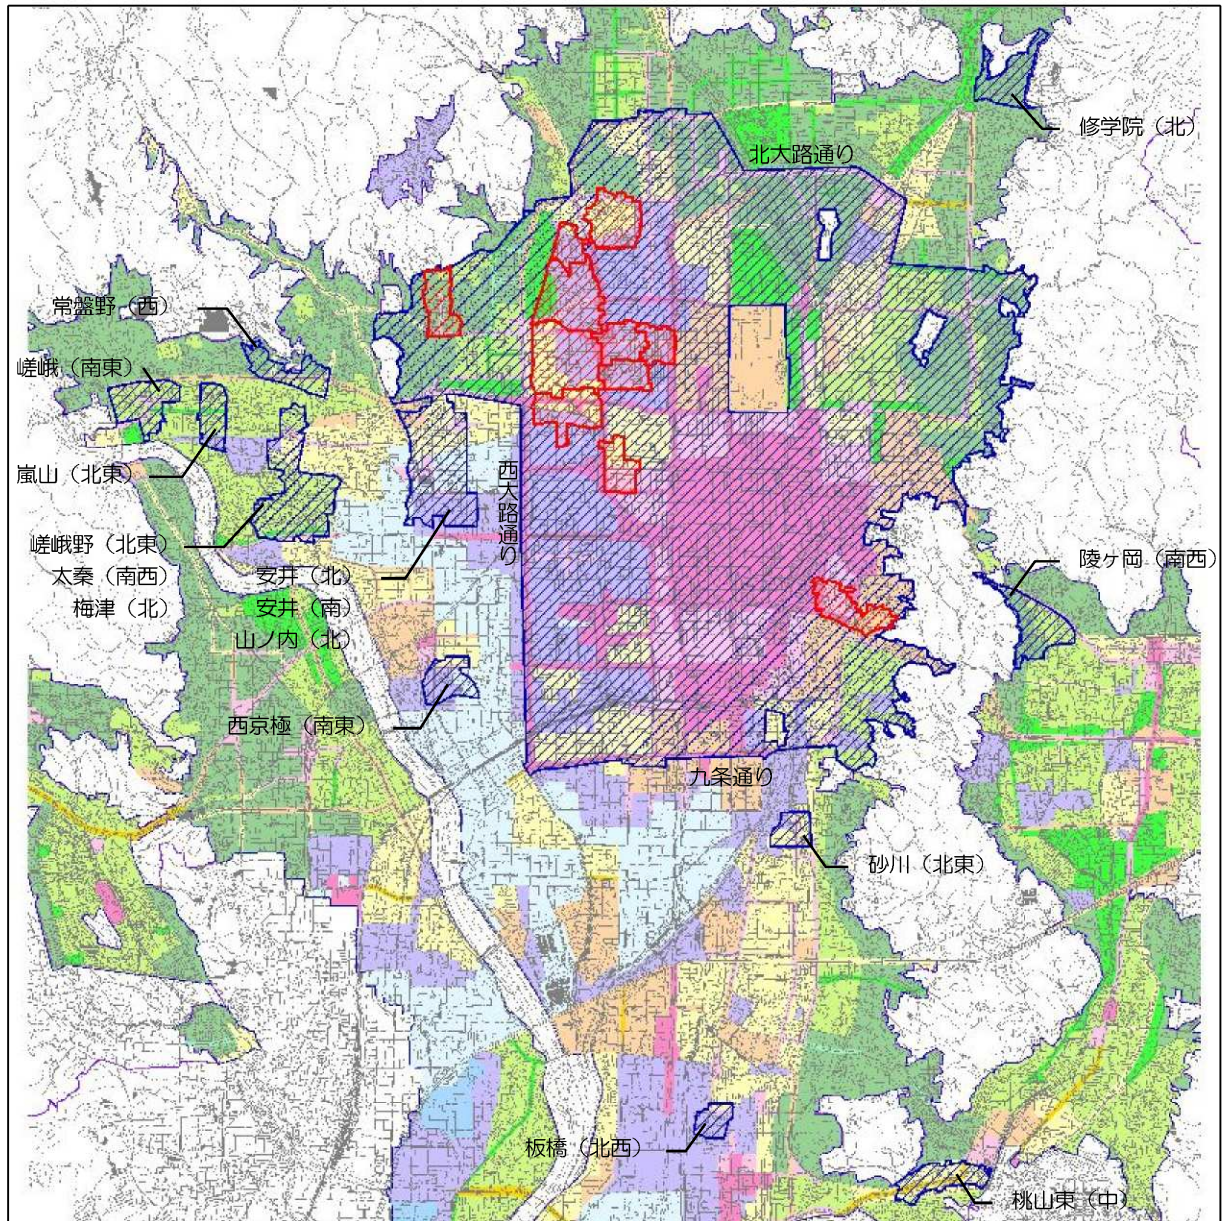 修学院（北）
北大路通り
常盤野（西）
嵯峨（南東）
嵐山（北東）
西大路通り
嵯峨野（北東）
太秦（南西）
梅津（北）
安井（北）
安井（南）
山ノ内（北）
陵ヶ岡（南西）
西京極（南東）
九条通り
砂川（北東）
板橋（北西）
桃山東（中）